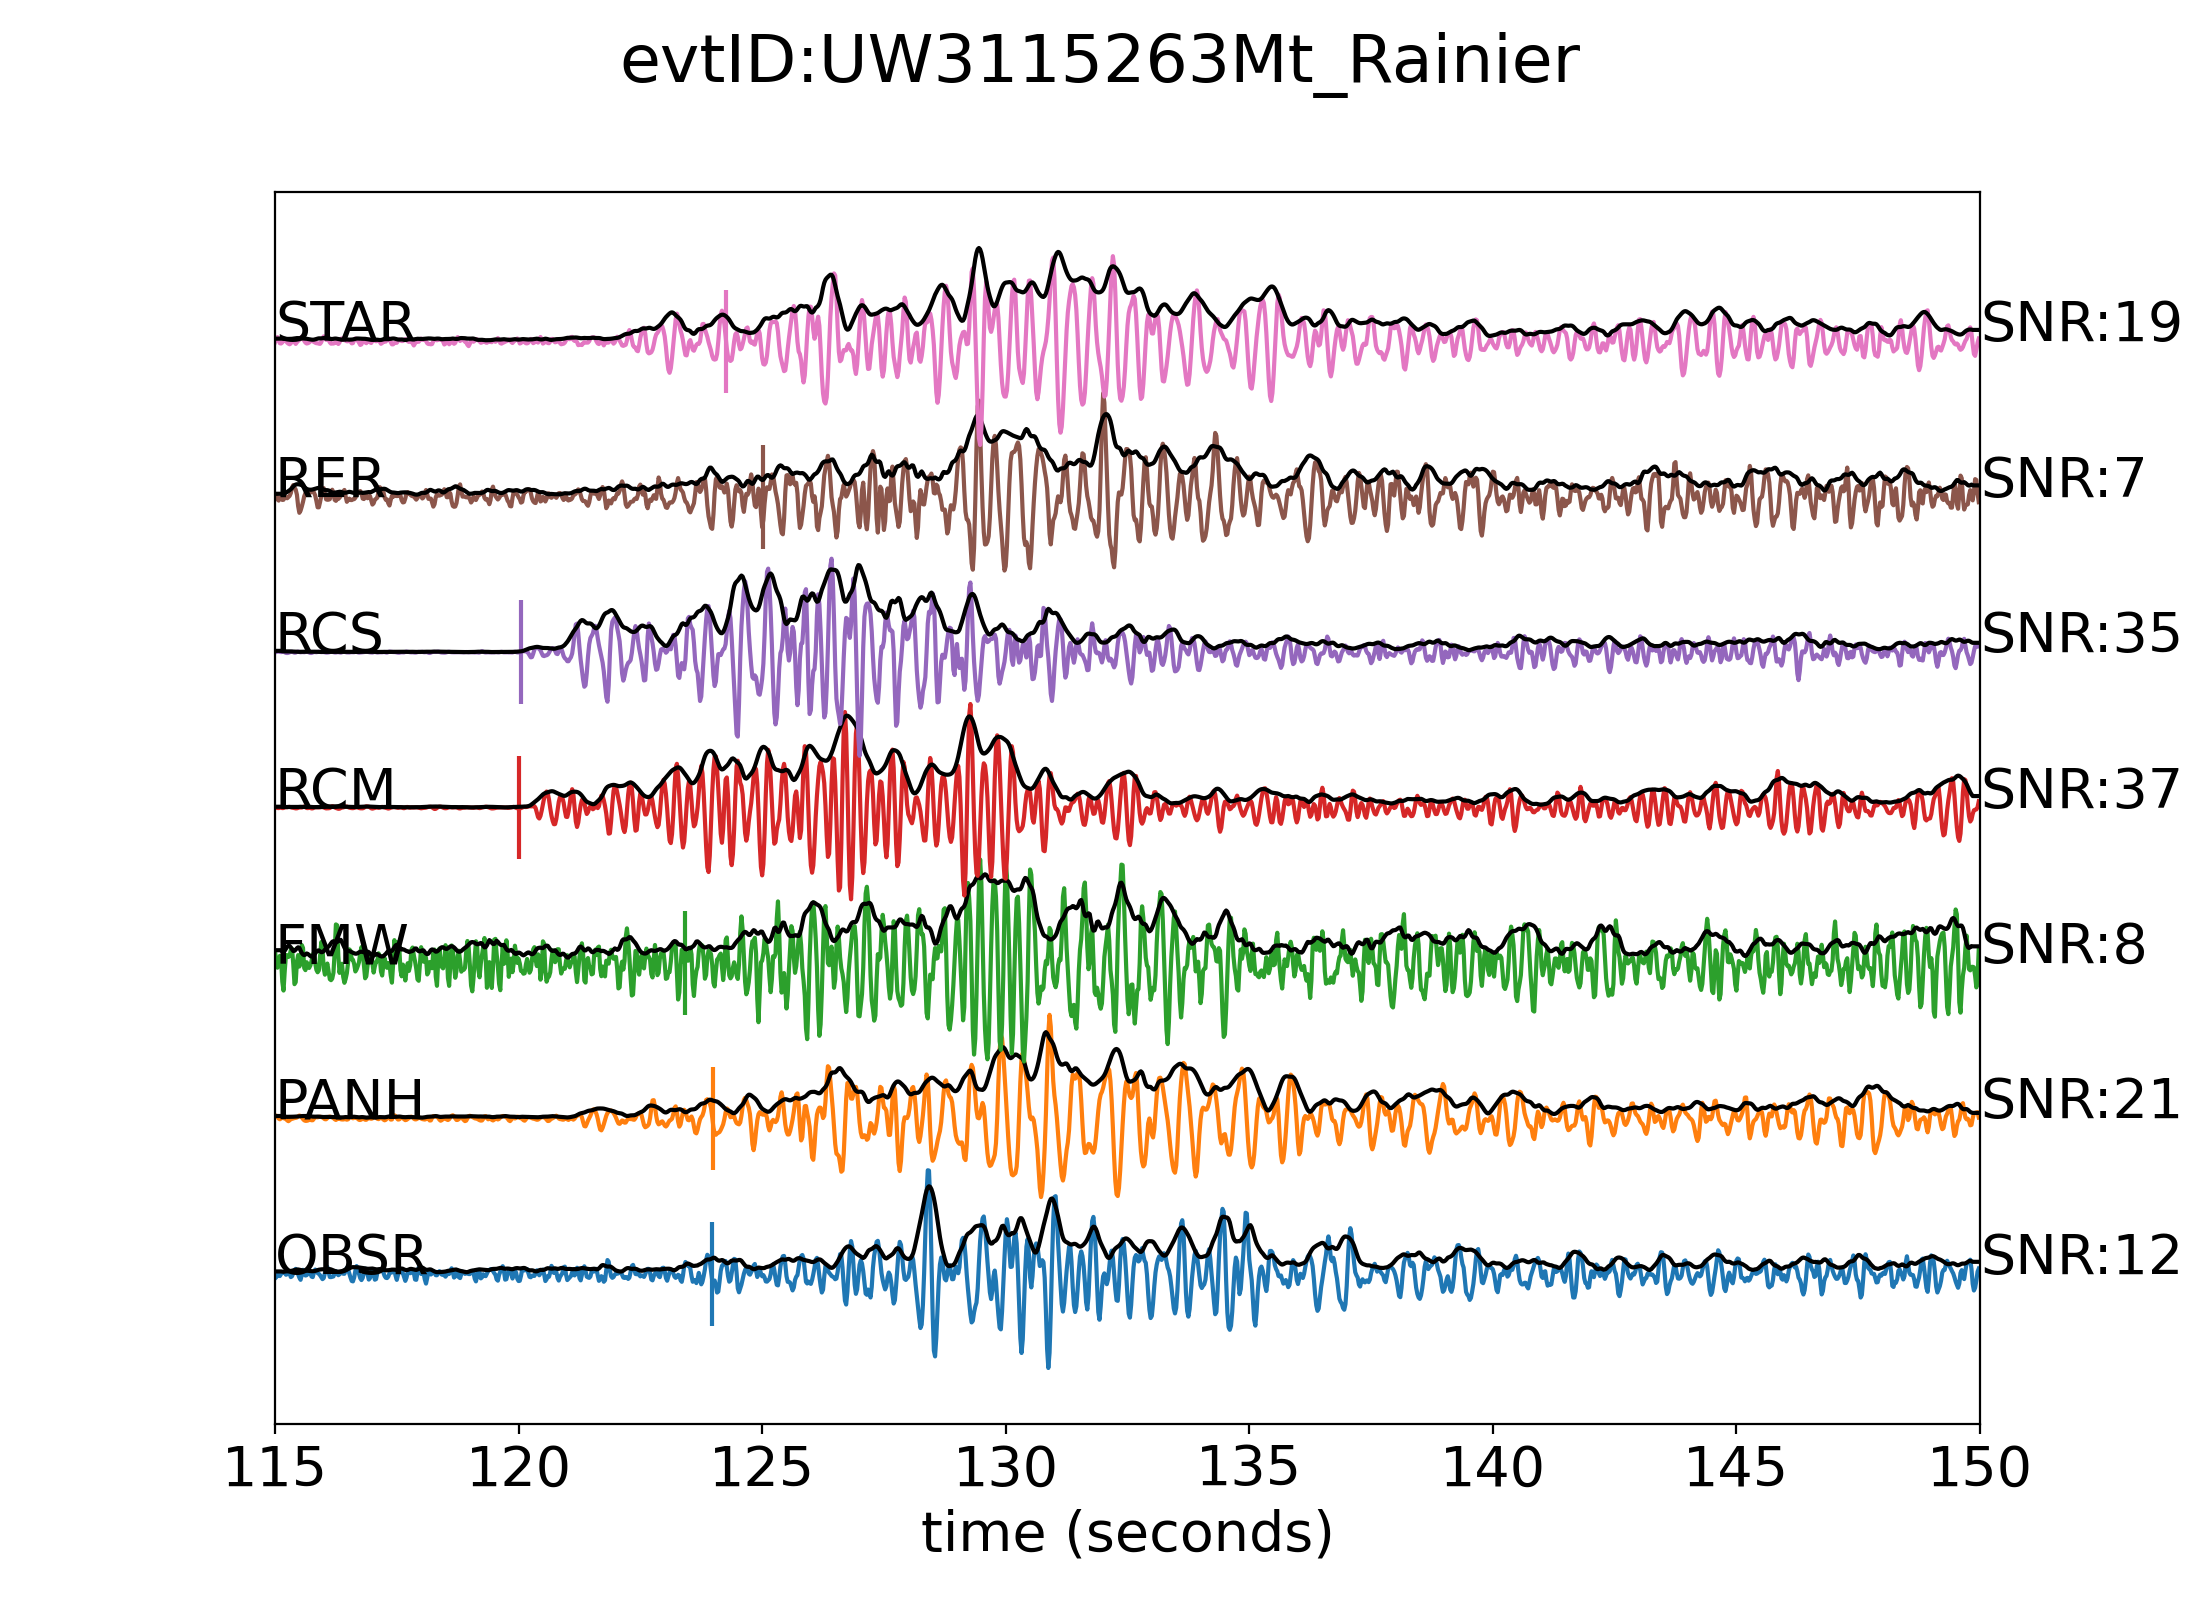 evtID:UW3115263Mt_Rainier
STAR SNR:19
RER SNR:7
RCS SNR:35
RCM SNR:37
FMW SNR:8
PANH SNR:21
OBSR SNR:12
115 120 125 130 135 140 145 150
time (seconds)